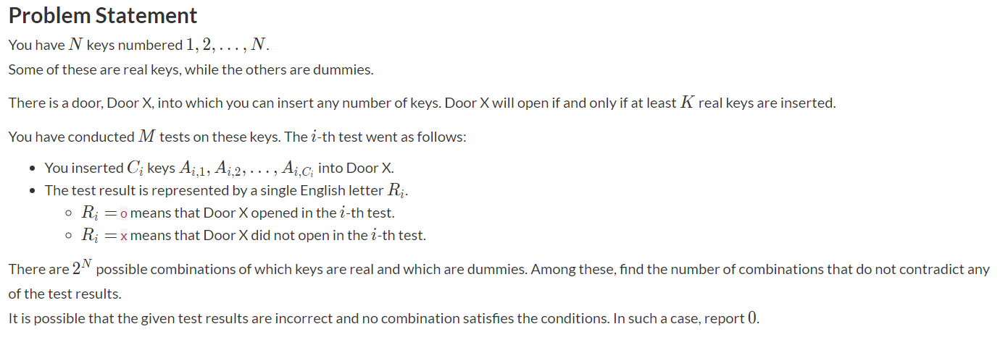 Problem Statement
You have N keys numbered 1, 2, . . . , N.
Some of these are real keys, while the others are dummies.
There is a door, Door X, into which you can insert any number of keys. Door X will open if and only if at least K real keys are inserted.
You have conducted M tests on these keys. The i-th test went as follows:
• You inserted C_i keys A_{i,1}, A_{i,2}, . . . , A_{i,C_i} into Door X.
• The test result is represented by a single English letter R_i.
◦ R_i = o means that Door X opened in the i-th test.
◦ R_i = x means that Door X did not open in the i-th test.
There are 2^N possible combinations of which keys are real and which are dummies. Among these, find the number of combinations that do not contradict any
of the test results.
It is possible that the given test results are incorrect and no combination satisfies the conditions. In such a case, report 0.